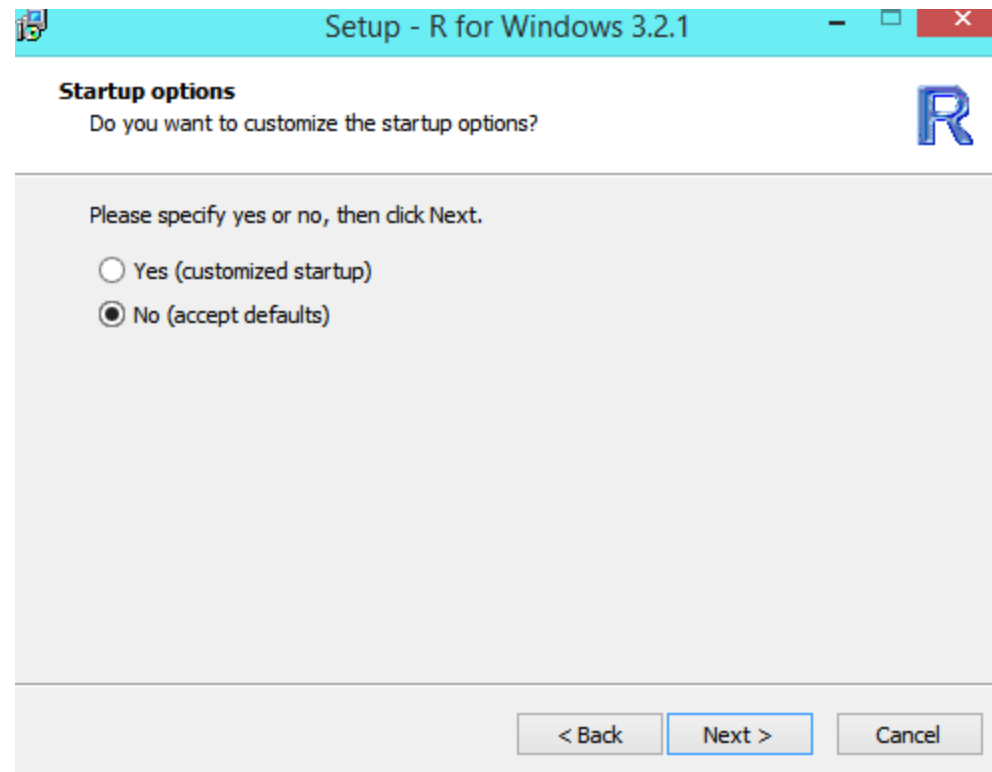 Setup - R for Windows 3.2.1
Startup options
Do you want to customize the startup options?
R
Please specify yes or no, then click Next.
Yes (customized startup)
No (accept defaults)
< Back
Next >
Cancel